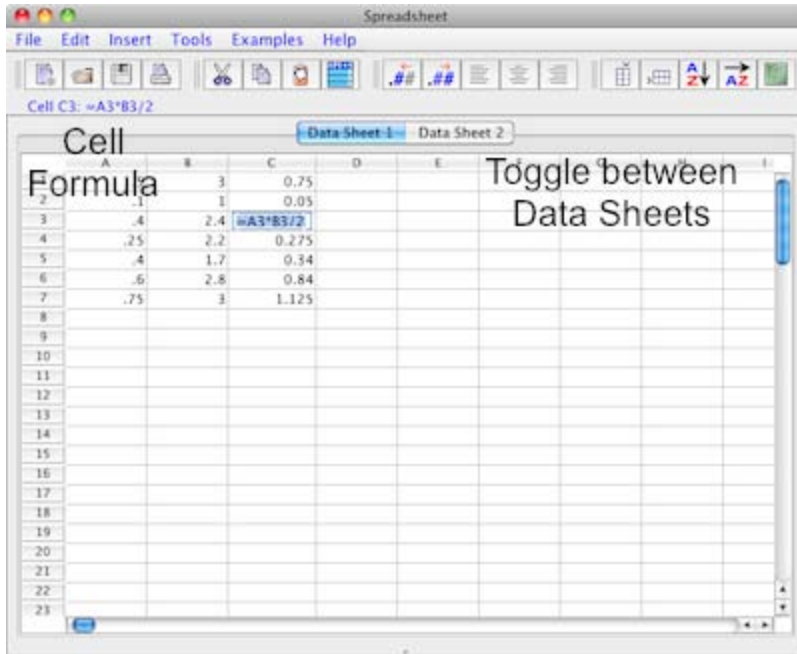 Spreadsheet
File Edit Insert Tools Examples Help
.## .## A Z AZ
Cell C3: =A3*B3/2
Data Sheet 1 Data Sheet 2
Cell
Formula
Toggle between
Data Sheets
A B C D E H I
3 0.75
2 .1 1 0.05
3 .4 2.4 =A3*B3/2
4 .25 2.2 0.275
5 .4 1.7 0.34
6 .6 2.8 0.84
7 .75 3 1.125
8
9
10
11
12
13
14
15
16
17
18
19
20
21
22
23